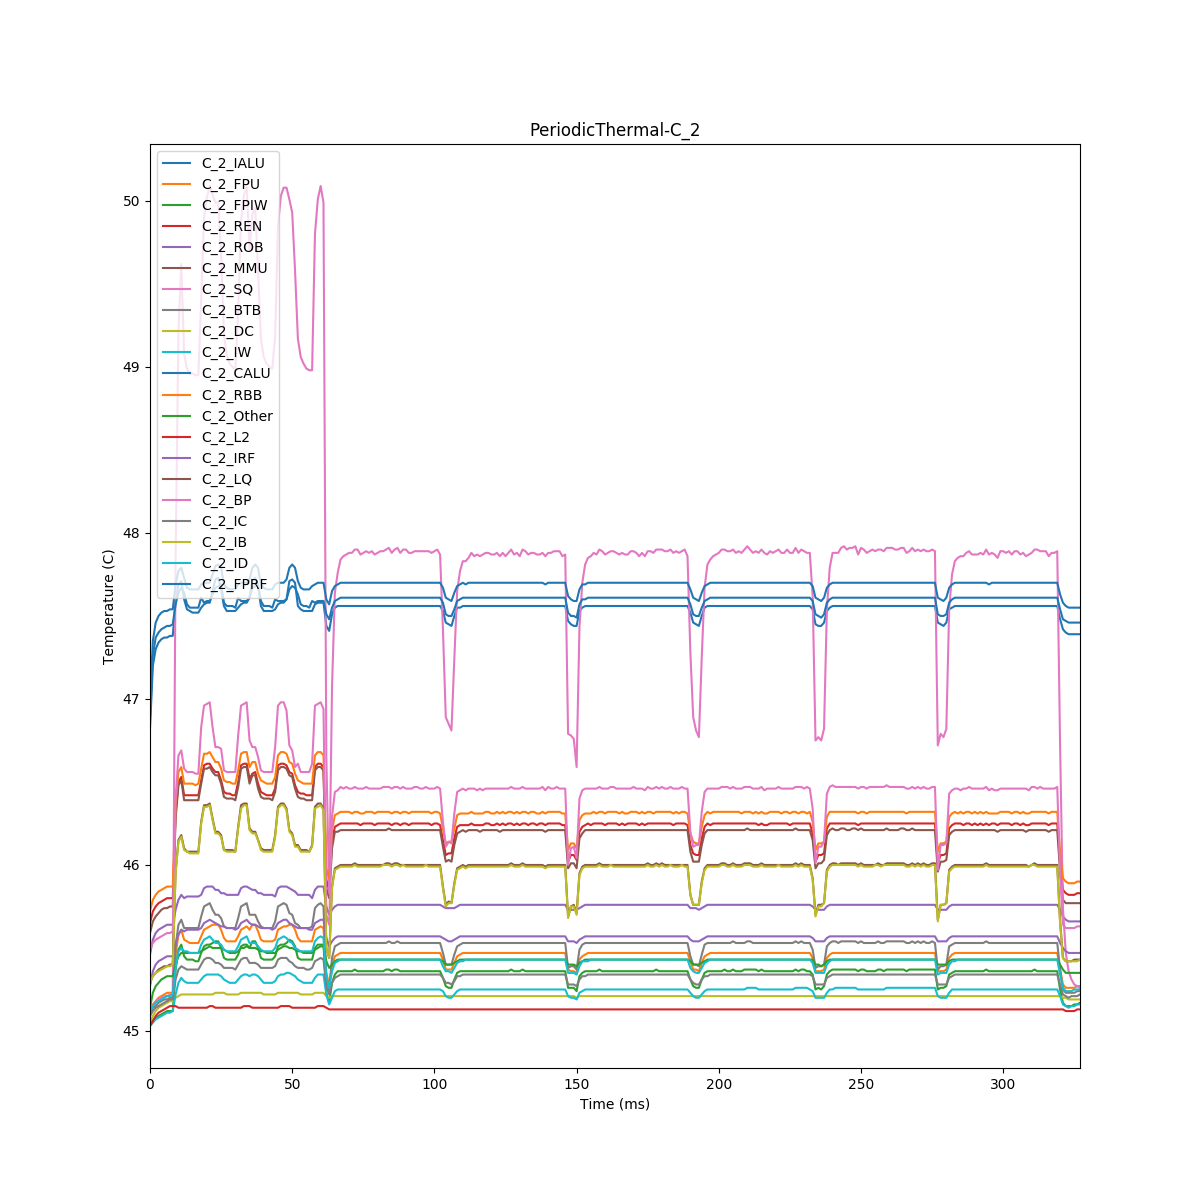 PeriodicThermal-C_2
C_2_IALU
C_2_FPU
C_2_FPIW
C_2_REN
C_2_ROB
C_2_MMU
C_2_SQ
C_2_BTB
C_2_DC
C_2_IW
C_2_CALU
C_2_RBB
C_2_Other
C_2_L2
C_2_IRF
C_2_LQ
C_2_BP
C_2_IC
C_2_IB
C_2_ID
C_2_FPRF
50
49
48
47
46
45
Temperature (C)
0 50 100 150 200 250 300
Time (ms)